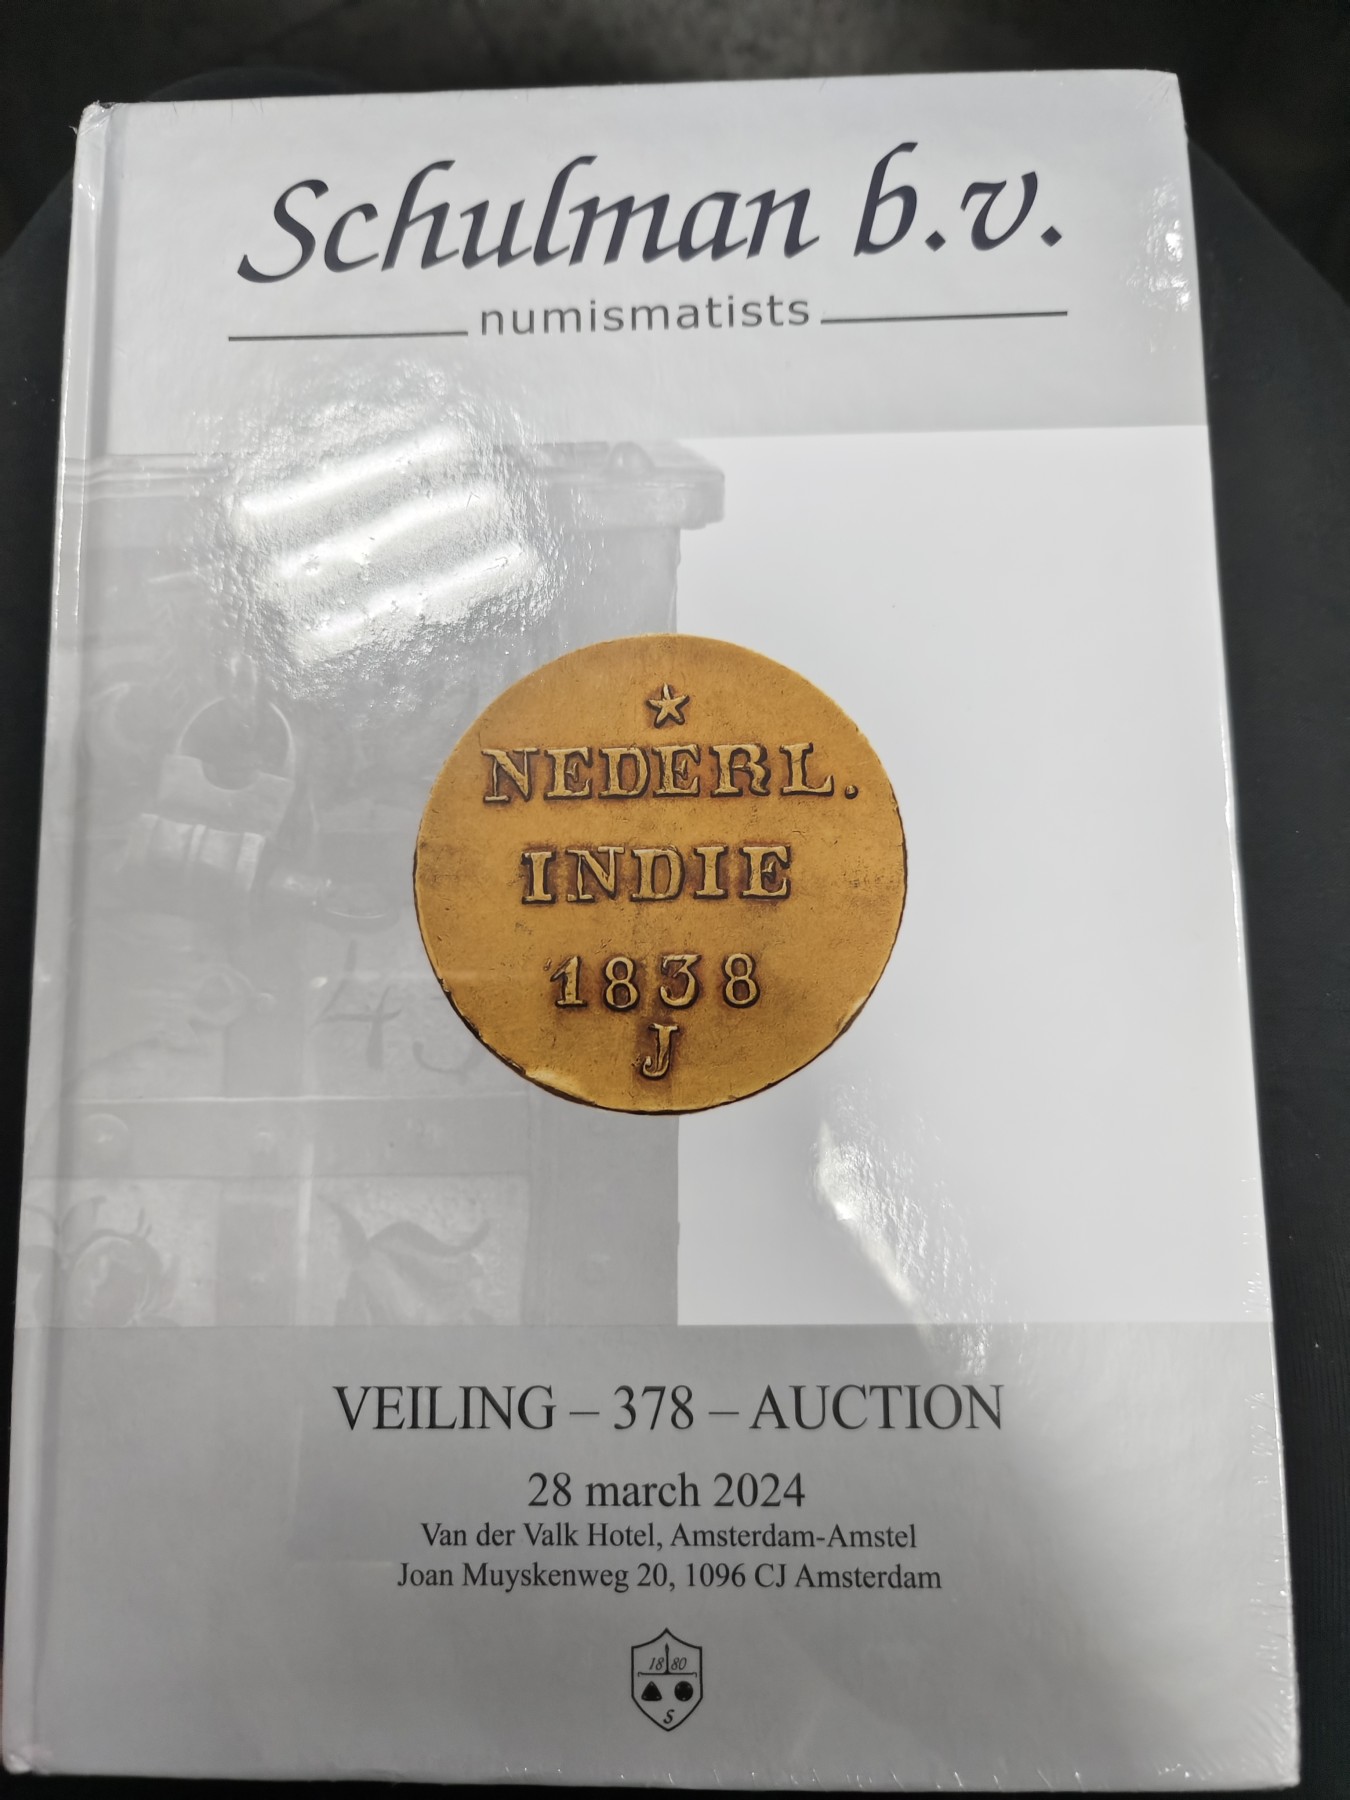 Schulman b.v.
numismatists
NEDERL.
INDIE
1838
J
43
VEILING – 378 – AUCTION
28 march 2024
Van der Valk Hotel, Amsterdam-Amstel
Joan Muyskenweg 20, 1096 CJ Amsterdam
18 80
S